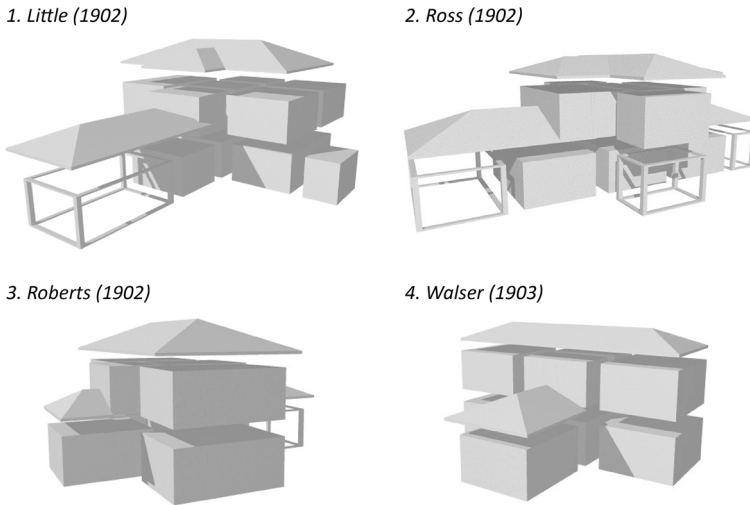 1. Little (1902)
2. Ross (1902)
3. Roberts (1902)
4. Walser (1903)